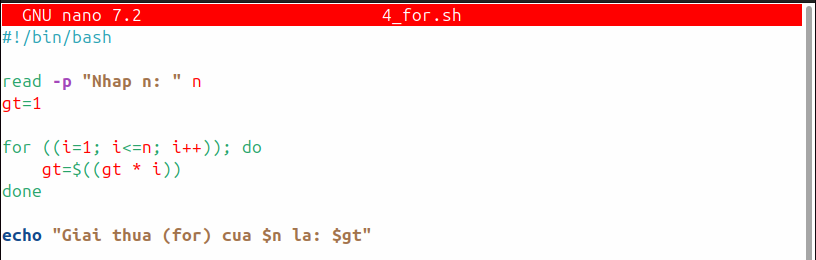 GNU nano 7.2 4_for.sh
#!/bin/bash
read -p "Nhap n: " n
gt=1
for ((i=1; i<=n; i++)); do
    gt=$((gt * i))
done
echo "Giai thua (for) cua $n la: $gt"